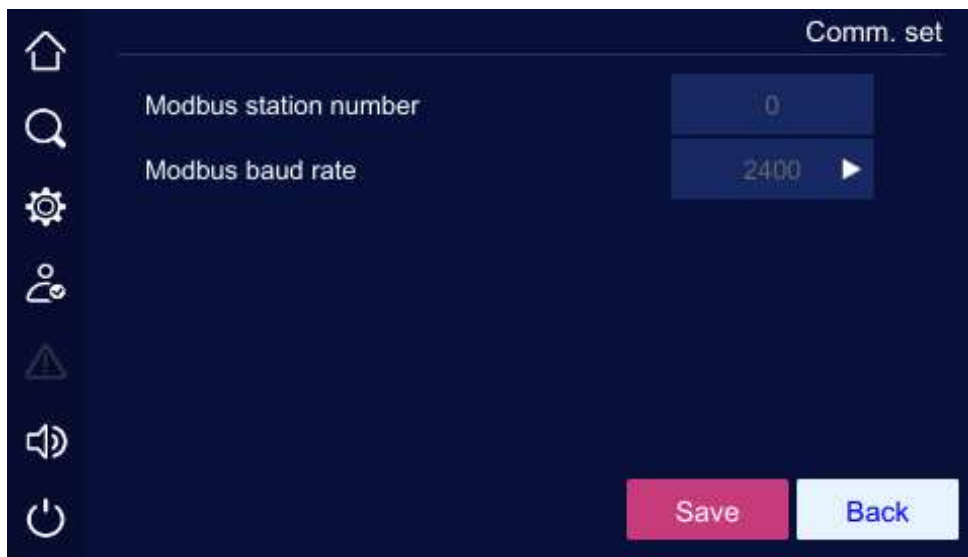 Comm. set
Modbus station number 0
Modbus baud rate 2400
Save Back